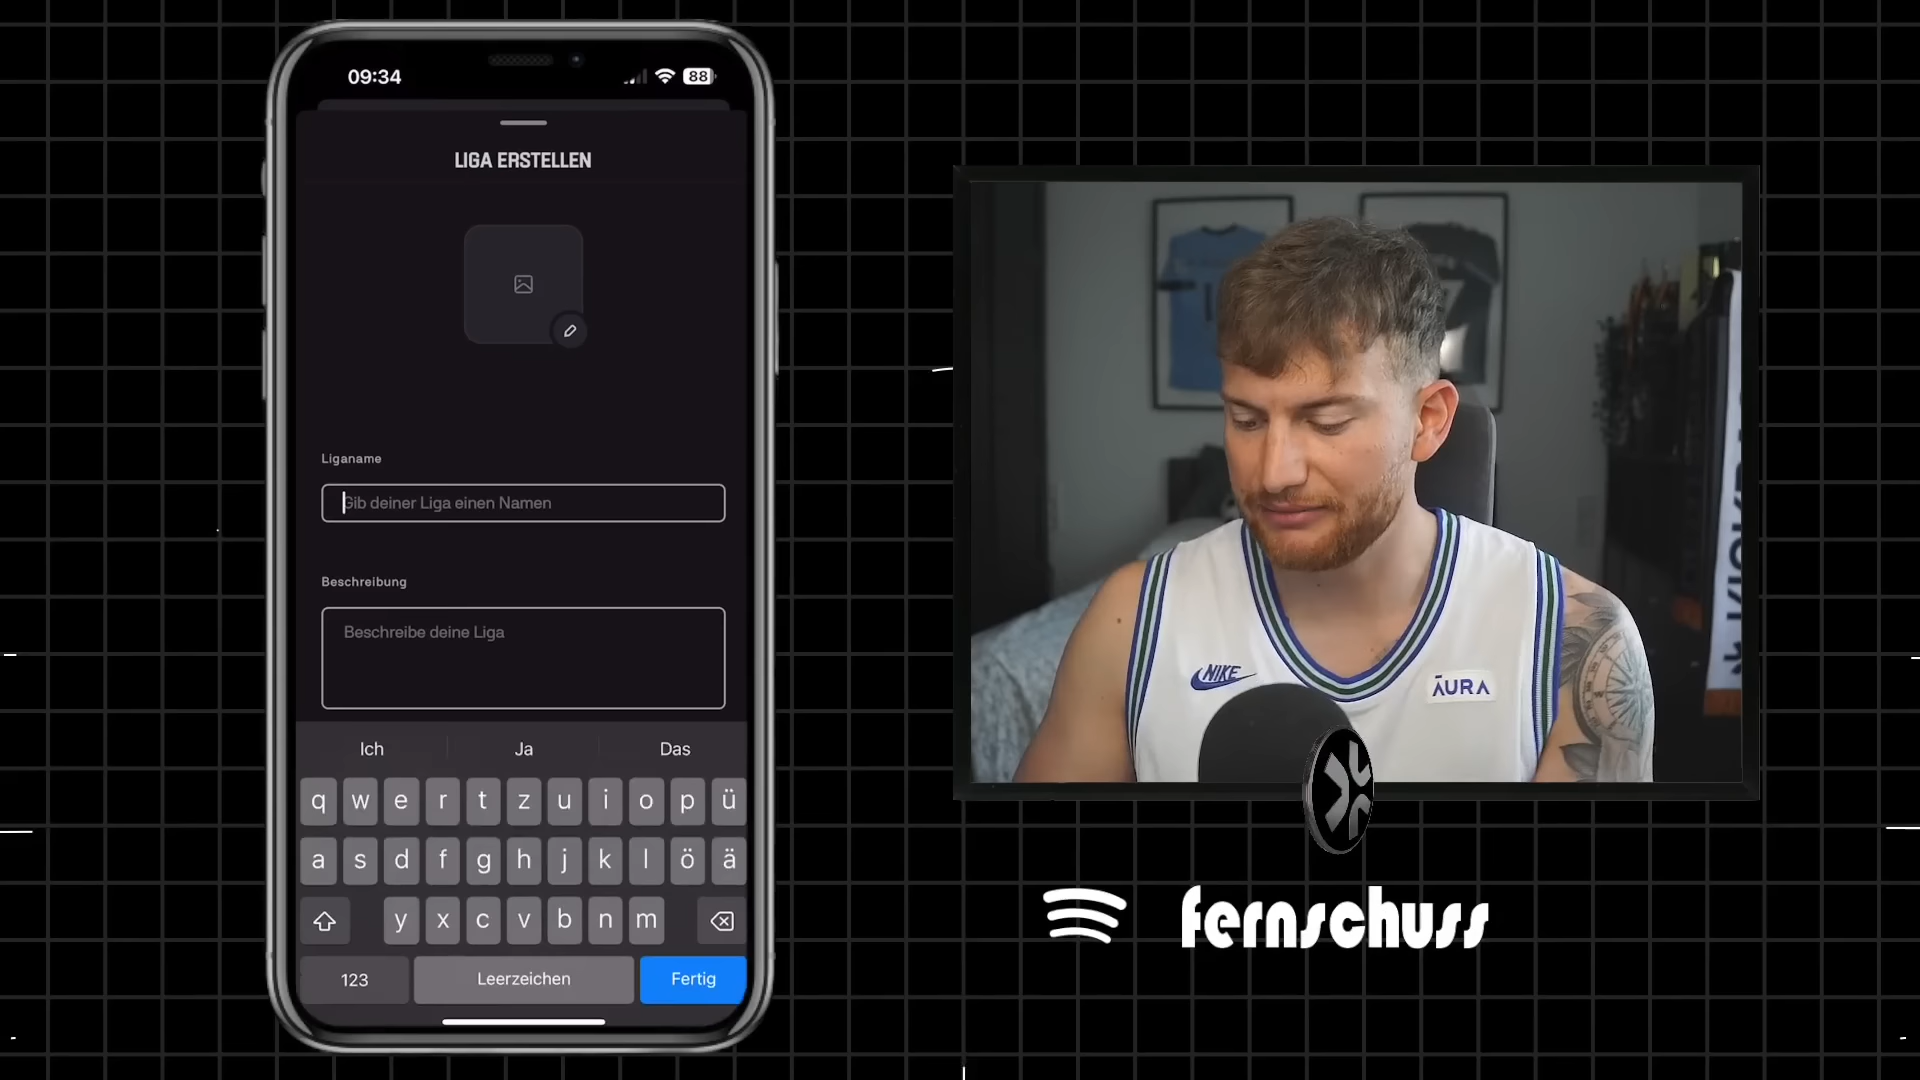 09:34
88
LIGA ERSTELLEN
Liganame
Gib deiner Liga einen Namen
Beschreibung
Beschreibe deine Liga
Ich Ja Das
q w e r t z u i o p ü
a s d f g h j k l ö ä
y x c v b n m
123 Leerzeichen Fertig
NIKE
ĀURA
fernschuss